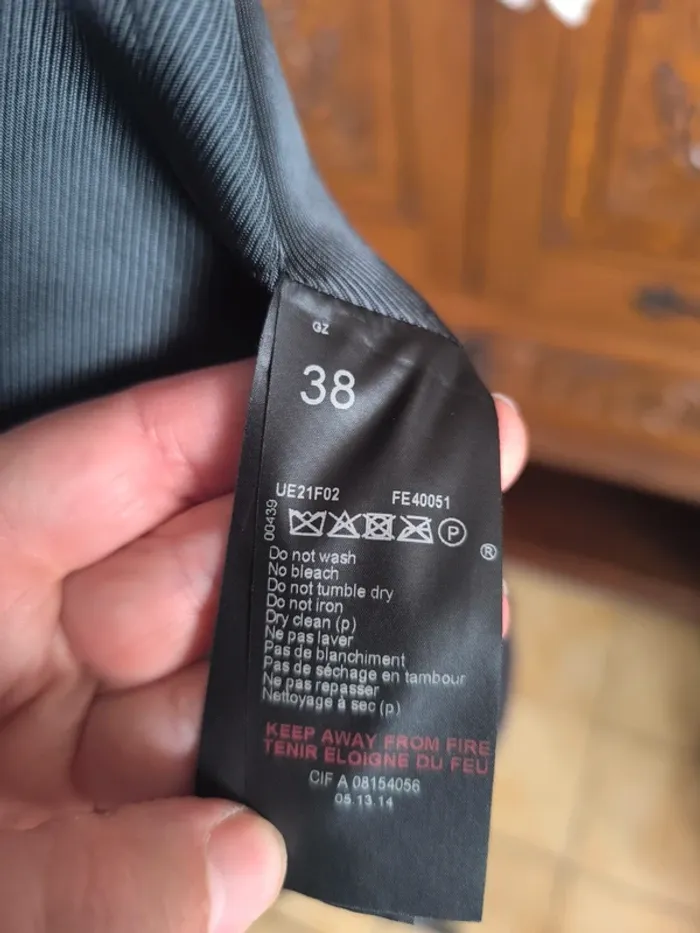 GZ
38
UE21F02 FE40051
00439
P
®
Do not wash
No bleach
Do not tumble dry
Do not iron
Dry clean (p)
Ne pas laver
Pas de blanchiment
Pas de séchage en tambour
Ne pas repasser
Nettoyage à sec (p)
KEEP AWAY FROM FIRE
TENIR ELOIGNE DU FEU
CIF A 08154056
05.13.14